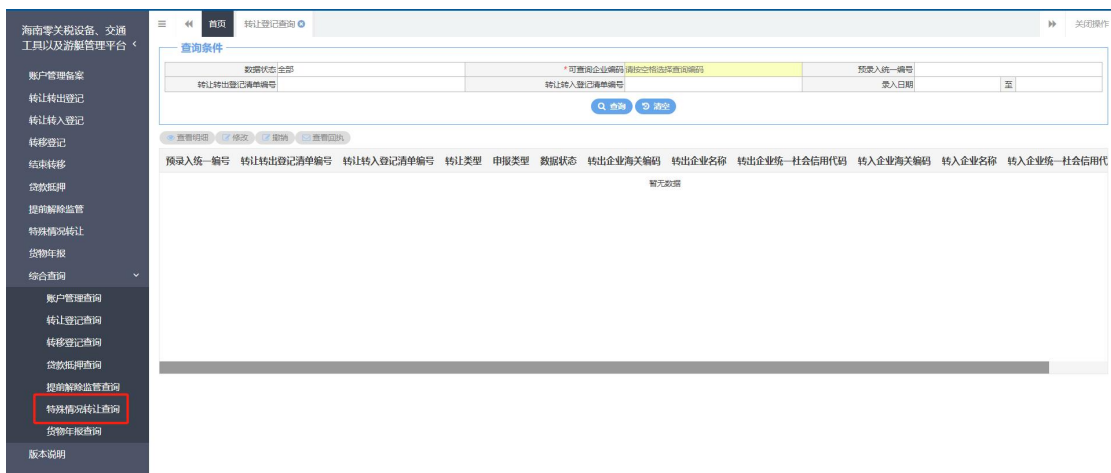 海南零关税设备、交通
工具以及游艇管理平台
账户管理备案
转让转出登记
转让转入登记
转移登记
结束转移
贷款抵押
提前解除监管
特殊情况转让
货物年报
综合查询
账户管理查询
转让登记查询
转移登记查询
贷款抵押查询
提前解除监管查询
特殊情况转让查询
货物年报查询
版本说明
首页 转让登记查询 关闭操作
查询条件
数据状态 全部 *可查询企业编码 请按空格选择查询编码 预录入统一编号
转让转出登记清单编号 转让转入登记清单编号 录入日期 至
查询 清空
查看明细 修改 撤销 查看回执
预录入统一编号 转让转出登记清单编号 转让转入登记清单编号 转让类型 申报类型 数据状态 转出企业海关编码 转出企业名称 转出企业统一社会信用代码 转入企业海关编码 转入企业名称 转入企业统一社会信用代
暂无数据